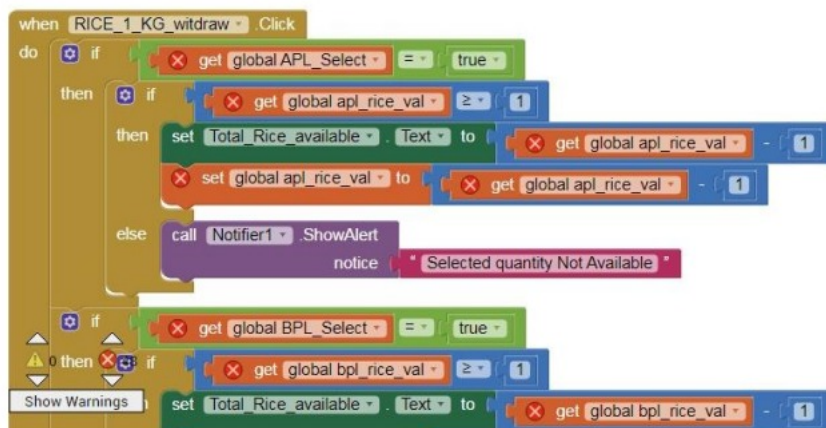 when RICE_1_KG_witdraw .Click
do if get global APL_Select = true
then if get global apl_rice_val ≥ 1
then set Total_Rice_available . Text to get global apl_rice_val - 1
set global apl_rice_val to get global apl_rice_val - 1
else call Notifier1 .ShowAlert
notice " Selected quantity Not Available "
if get global BPL_Select = true
0 then if get global bpl_rice_val ≥ 1
Show Warnings set Total_Rice_available . Text to get global bpl_rice_val - 1